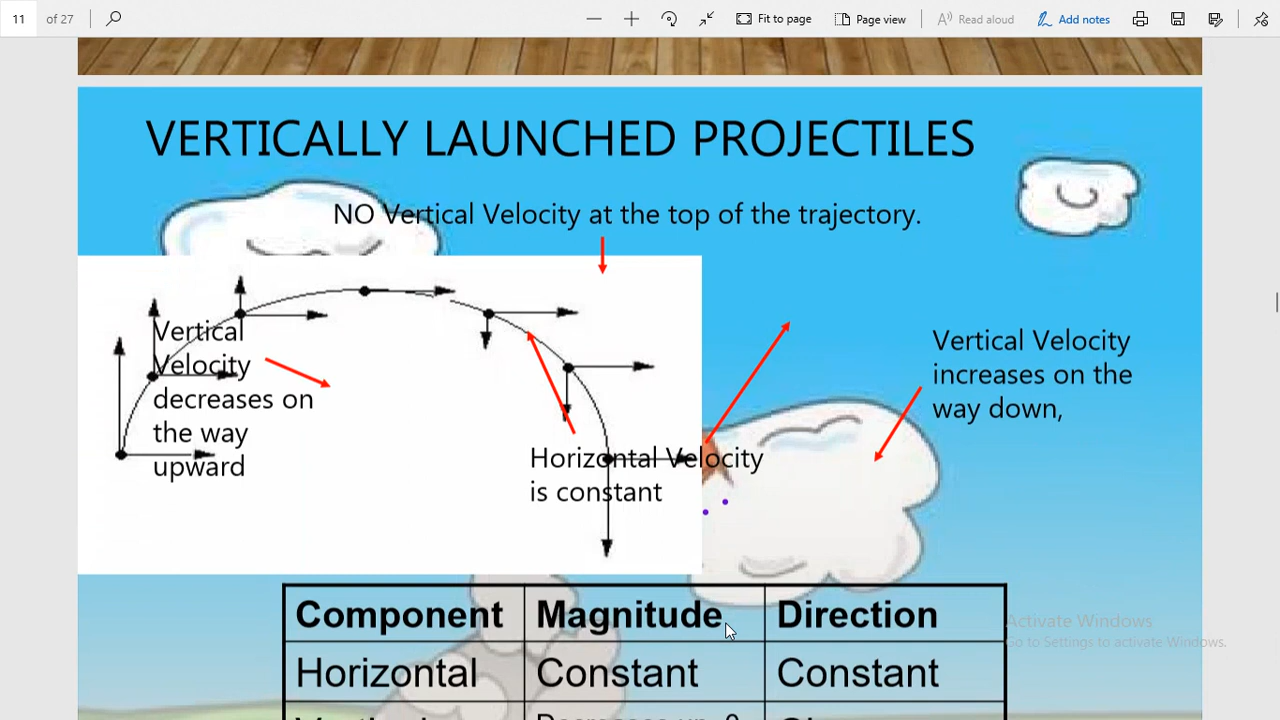 11 of 27 Fit to page Page view Read aloud Add notes
VERTICALLY LAUNCHED PROJECTILES
NO Vertical Velocity at the top of the trajectory.
Vertical
Velocity
decreases on
the way
upward
Horizontal Velocity
is constant
Vertical Velocity
increases on the
way down,
Component Magnitude Direction
Horizontal Constant Constant
Activate Windows
Go to Settings to activate Windows.